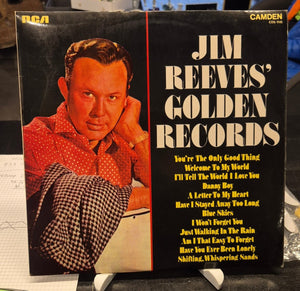 RCA
CAMDEN
JIM
REEVES'
GOLDEN
RECORDS
You're The Only Good Thing
Welcome To My World
I'll Tell The World I Love You
Danny Boy
A Letter To My Heart
Have I Stayed Away Too Long
Blue Skies
I Won't Forget You
Just Walking In The Rain
Am I That Easy To Forget
Have You Ever Been Lonely
Shifting, Whispering Sands